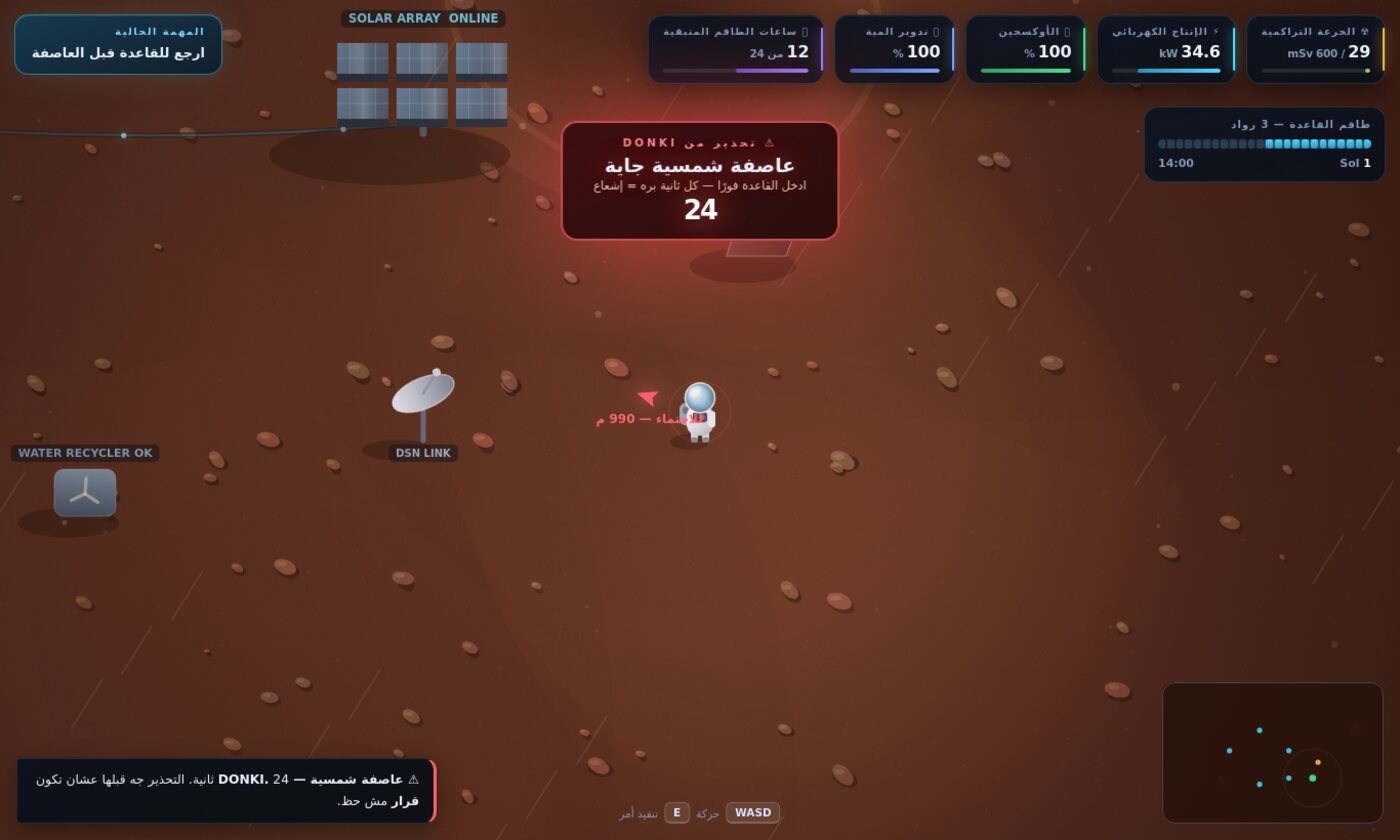 المهمة الحالية
ارجع للقاعدة قبل العاصفة
SOLAR ARRAY ONLINE
ساعات الطاقم المتبقية
12 من 24
تدوير المية
100 %
الأوكسجين
100 %
⚡ الإنتاج الكهربائي
34.6 kW
☢ الجرعة التراكمية
29 / 600 mSv
طاقم القاعدة — 3 رواد
Sol 1
14:00
⚠ تحذير من DONKI
عاصفة شمسية جاية
ادخل القاعدة فورًا — كل ثانية بره = إشعاع
24
— 990 م
DSN LINK
WATER RECYCLER OK
⚠ عاصفة شمسية — DONKI. 24 ثانية. التحذير جه قبلها عشان تكون
قرار مش حظ.
WASD حركة E تنفيذ أمر